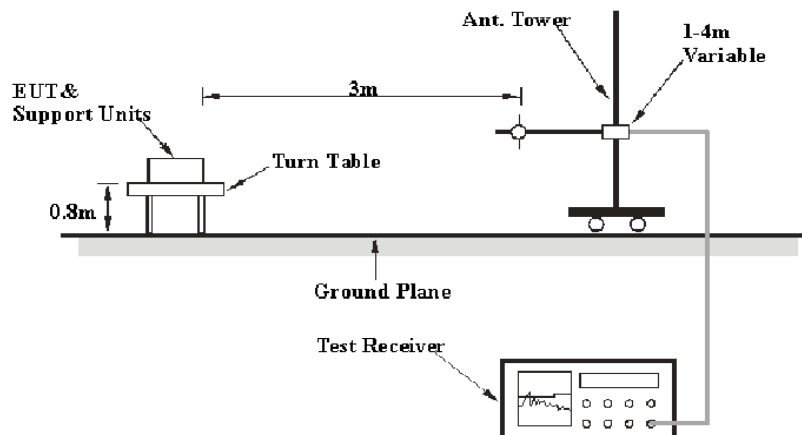 Ant. Tower
1-4m
Variable
EUT&
Support Units
3m
Turn Table
0.8m
Ground Plane
Test Receiver